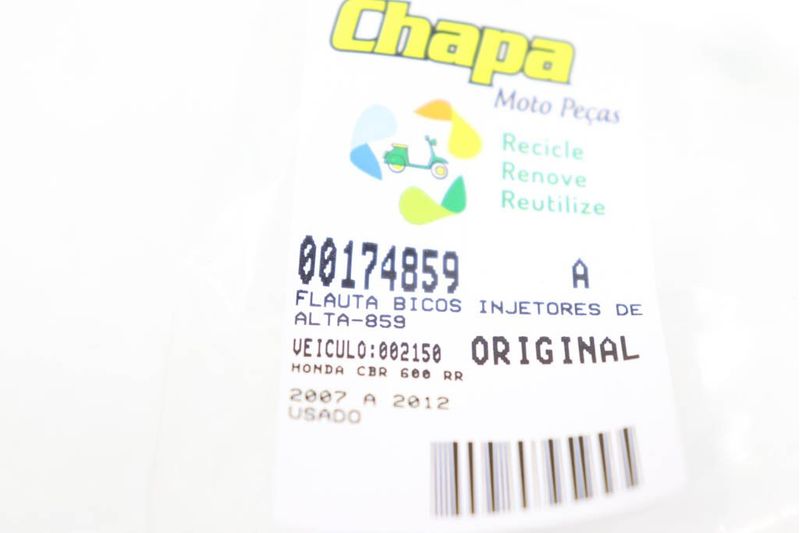 Chapa
Moto Peças
Recicle
Renove
Reutilize
00174859 A
FLAUTA BICOS INJETORES DE
ALTA-859
VEICULO:002150 ORIGINAL
HONDA CBR 600 RR
2007 A 2012
USADO